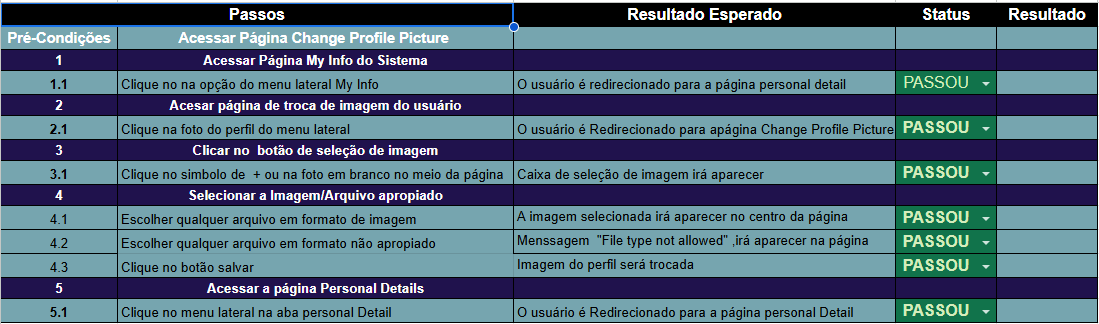 Passos Resultado Esperado Status Resultado
Pré-Condições Acessar Página Change Profile Picture
1 Acessar Página My Info do Sistema
1.1 Clique no na opção do menu lateral My Info O usuário é redirecionado para a página personal detail PASSOU
2 Acesar página de troca de imagem do usuário
2.1 Clique na foto do perfil do menu lateral O usuário é Redirecionado para apágina Change Profile Picture PASSOU
3 Clicar no botão de seleção de imagem
3.1 Clique no simbolo de + ou na foto em branco no meio da página Caixa de seleção de imagem irá aparecer PASSOU
4 Selecionar a Imagem/Arquivo apropiado
4.1 Escolher qualquer arquivo em formato de imagem A imagem selecionada irá aparecer no centro da página PASSOU
4.2 Escolher qualquer arquivo em formato não apropiado Menssagem "File type not allowed" ,irá aparecer na página PASSOU
4.3 Clique no botão salvar Imagem do perfil será trocada PASSOU
5 Acessar a página Personal Details
5.1 Clique no menu lateral na aba personal Detail O usuário é Redirecionado para a página personal Detail PASSOU